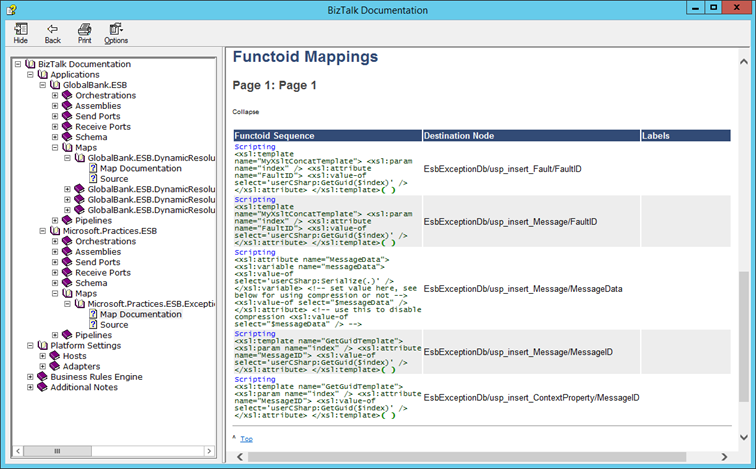 BizTalk Documentation
Hide Back Print Options
BizTalk Documentation
Applications
GlobalBank.ESB
Orchestrations
Assemblies
Send Ports
Receive Ports
Schema
Maps
GlobalBank.ESB.DynamicResolu
Map Documentation
Source
GlobalBank.ESB.DynamicResolu
GlobalBank.ESB.DynamicResolu
GlobalBank.ESB.DynamicResolu
Pipelines
Microsoft.Practices.ESB
Orchestrations
Assemblies
Send Ports
Receive Ports
Schema
Maps
Microsoft.Practices.ESB.Excepti
Map Documentation
Source
Pipelines
Platform Settings
Hosts
Adapters
Business Rules Engine
Additional Notes
Functoid Mappings
Page 1: Page 1
Collapse
Functoid Sequence Destination Node Labels
Scripting
<xsl:template
name="MyXsltConcatTemplate"> <xsl:param
name="index" /> <xsl:attribute
name="FaultID"> <xsl:value-of
select='userCSharp:GetGuid($index)' />
</xsl:attribute> </xsl:template>( )
EsbExceptionDb/usp_insert_Fault/FaultID
Scripting
<xsl:template
name="MyXsltConcatTemplate"> <xsl:param
name="index" /> <xsl:attribute
name="FaultID"> <xsl:value-of
select='userCSharp:GetGuid($index)' />
</xsl:attribute> </xsl:template>( )
EsbExceptionDb/usp_insert_Message/FaultID
Scripting
<xsl:attribute name="MessageData">
<xsl:variable name="messageData">
<xsl:value-of
select='userCSharp:Serialize(.)' />
</xsl:variable> <!-- set value here, see
below for using compression or not -->
<xsl:value-of select="$messageData" />
</xsl:attribute> <!-- use this to disable
compression <xsl:value-of
select="$messageData" /> -->
EsbExceptionDb/usp_insert_Message/MessageData
Scripting
<xsl:template name="GetGuidTemplate">
<xsl:param name="index" /> <xsl:attribute
name="MessageID"> <xsl:value-of
select='userCSharp:GetGuid($index)' />
</xsl:attribute> </xsl:template>( )
EsbExceptionDb/usp_insert_Message/MessageID
Scripting
<xsl:template name="GetGuidTemplate">
<xsl:param name="index" /> <xsl:attribute
name="MessageID"> <xsl:value-of
select='userCSharp:GetGuid($index)' />
</xsl:attribute> </xsl:template>( )
EsbExceptionDb/usp_insert_ContextProperty/MessageID
^ Top